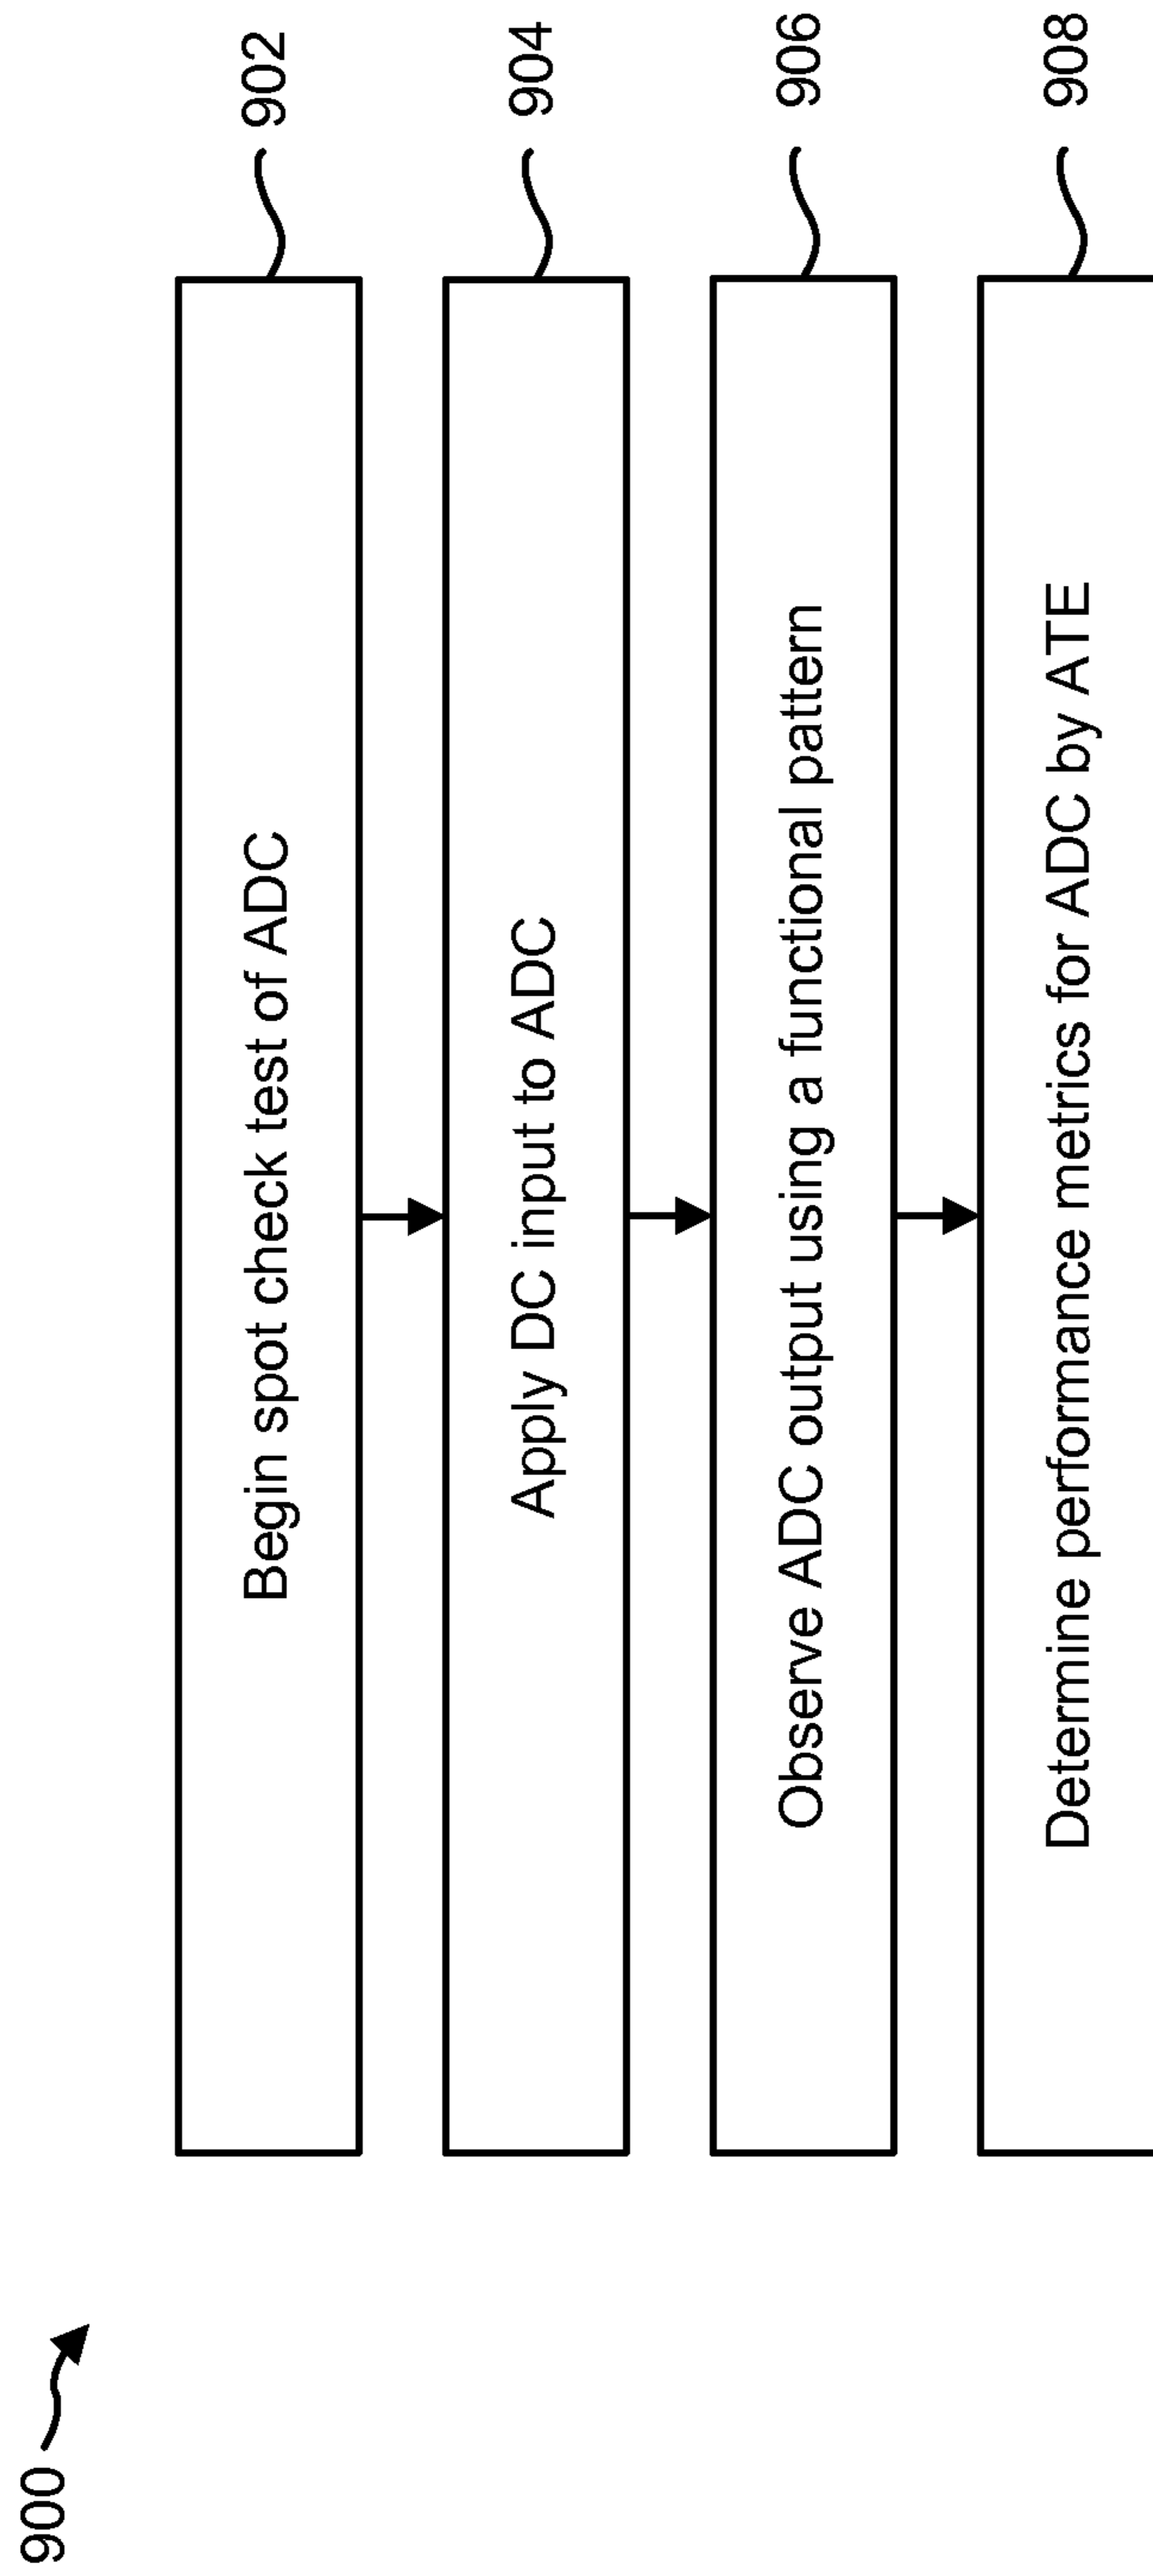 900
Begin spot check test of ADC
902
Apply DC input to ADC
904
Observe ADC output using a functional pattern
906
Determine performance metrics for ADC by ATE
908